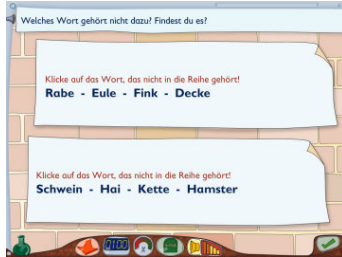 Welches Wort gehört nicht dazu? Findest du es?
Klicke auf das Wort, das nicht in die Reihe gehört!
Rabe - Eule - Fink - Decke
Klicke auf das Wort, das nicht in die Reihe gehört!
Schwein - Hai - Kette - Hamster